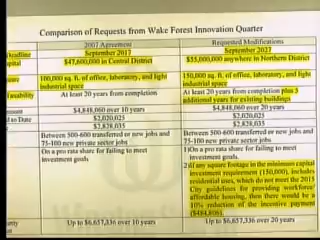 Comparison of Requests from Wake Forest Innovation Quarter
2007 Agreement
Requested Modifications
Deadline
September 2017
September 2027
$47,600,000 in Central District
$35,000,000 anywhere in Northern District
100,000 sq. ft. of office, laboratory, and light industrial space
150,000 sq. ft. of office, laboratory, and light industrial space
At least 20 years from completion
At least 20 years from completion plus 5 additional years for existing buildings
$4,848,060 over 10 years
$4,848,060 over 20 years
to Date
$2,020,025
$2,020,025
$2,828,035
$2,828,035
Between 500-600 transferred or new jobs and 75-100 new private sector jobs
Between 500-600 transferred or new jobs and 75-100 new private sector jobs
On a pro rata share for failing to meet investment goals
1)On a pro rata share for failing to meet investment goals
2)If any square footage in the minimum capital investment requirement (150,000), includes residential uses, which do not meet the 2015 City guidelines for providing workforce/affordable housing, then there would be a 10% reduction of the incentive payment ($484,806).
Up to $6,657,336 over 10 years
Up to $6,657,336 over 20 years